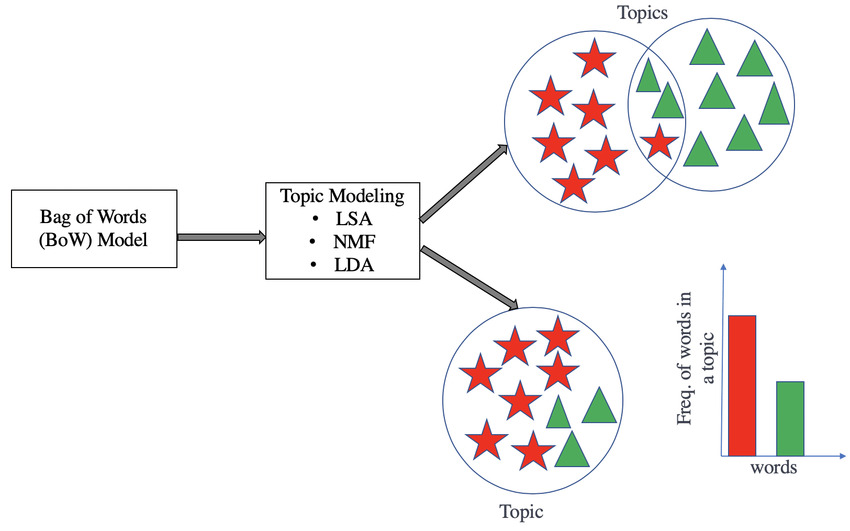 Topics
Bag of Words
(BoW) Model
Topic Modeling
• LSA
• NMF
• LDA
Topic
Freq. of words in
a topic
words